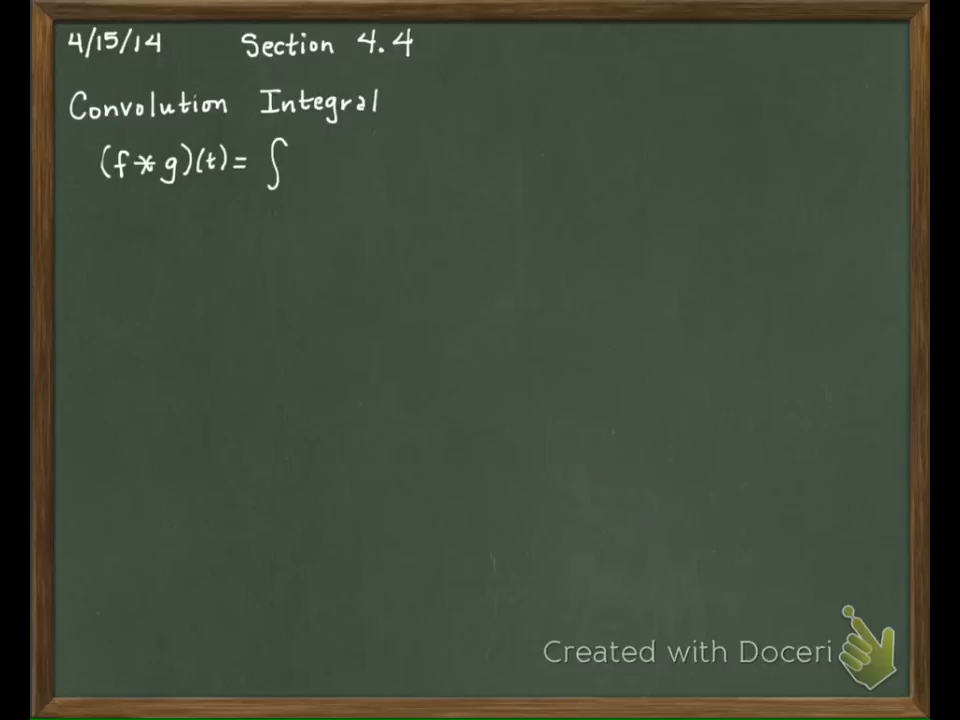 4/15/14 Section 4.4
Convolution Integral
(f*g)(t)= ∫
Created with Doceri